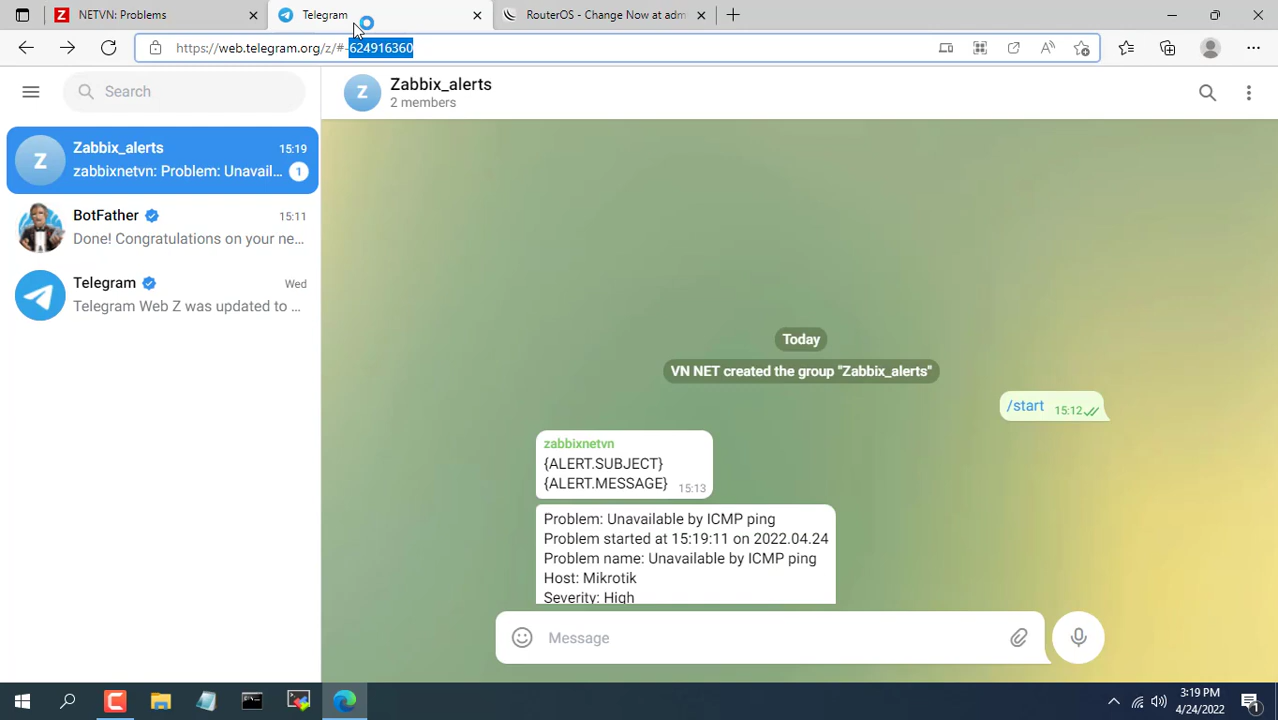 NETVN: Problems
Telegram
RouterOS - Change Now at adm
https://web.telegram.org/z/#-624916360
Search
Zabbix_alerts
2 members
Zabbix_alerts 15:19
zabbixnetvn: Problem: Unavail... 1
BotFather 15:11
Done! Congratulations on your ne...
Telegram Wed
Telegram Web Z was updated to ...
Today
VN NET created the group "Zabbix_alerts"
/start 15:12
zabbixnetvn
{ALERT.SUBJECT}
{ALERT.MESSAGE} 15:13
Problem: Unavailable by ICMP ping
Problem started at 15:19:11 on 2022.04.24
Problem name: Unavailable by ICMP ping
Host: Mikrotik
Severity: High
Message
3:19 PM
4/24/2022
1
Z
Z
Z